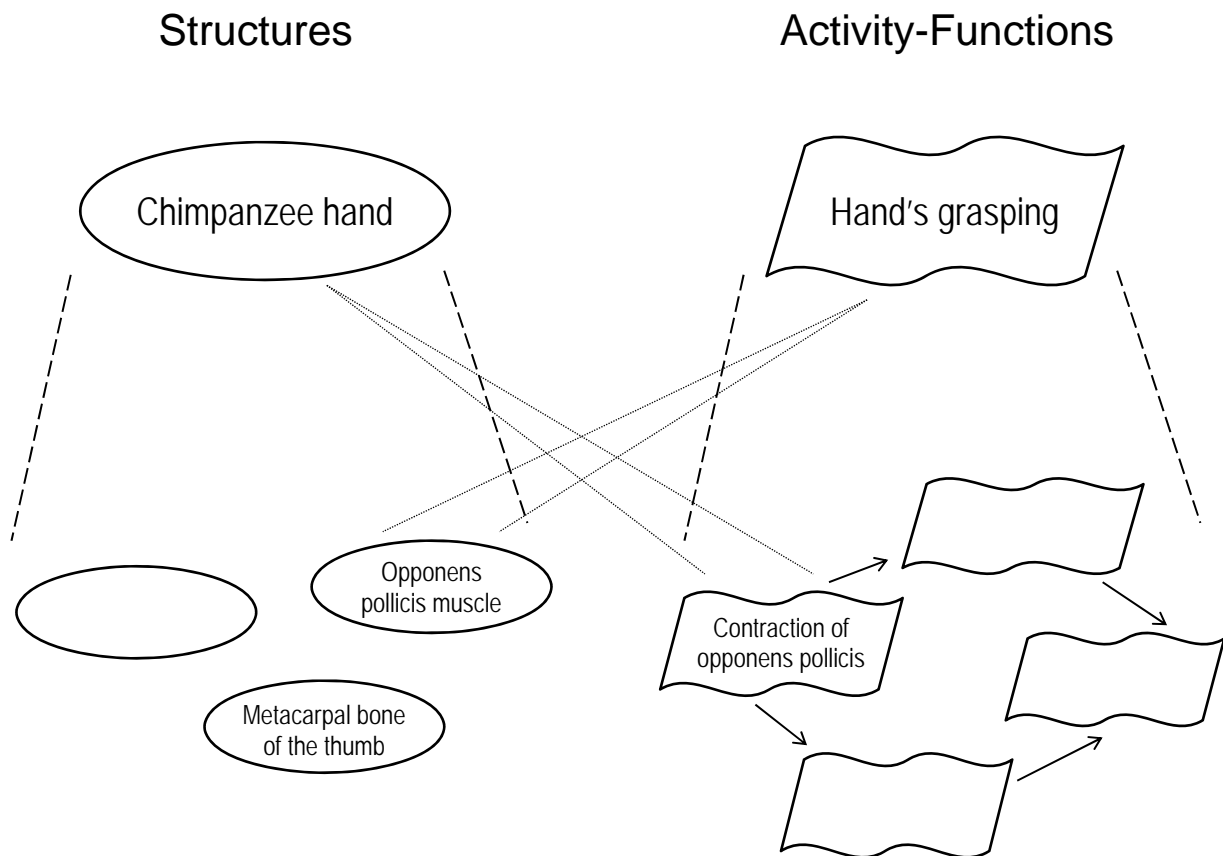 Structures
Activity-Functions
Chimpanzee hand
Hand's grasping
Opponens
pollicis muscle
Contraction of
opponens pollicis
Metacarpal bone
of the thumb